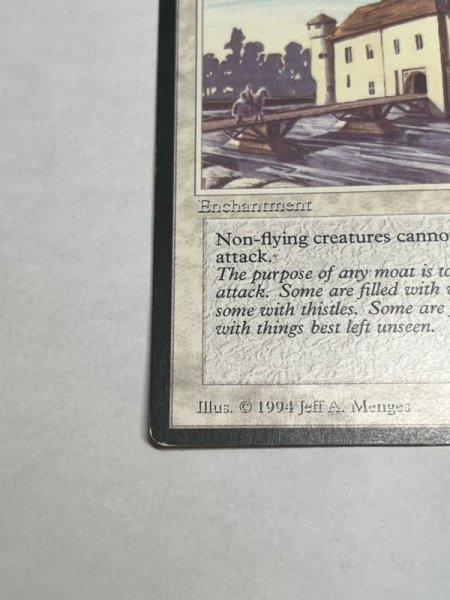 Enchantment
Non-flying creatures canno
attack.
The purpose of any moat is to
attack. Some are filled with
some with thistles. Some are
with things best left unseen.
Illus. © 1994 Jeff A. Menges